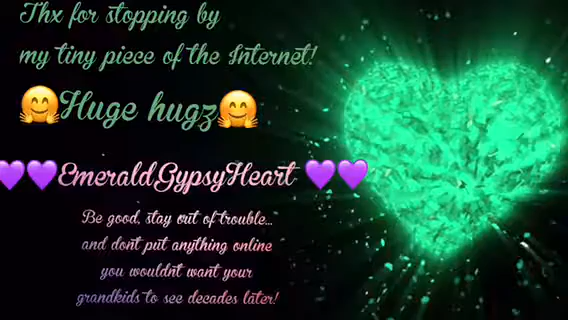 Thx for stopping by
my tiny piece of the Internet!
🤗Huge hugz🤗
💜💜EmeraldGypsyHeart 💜💜
Be good, stay out of trouble...
and dont put anything online
you wouldnt want your
grandkids to see decades later!